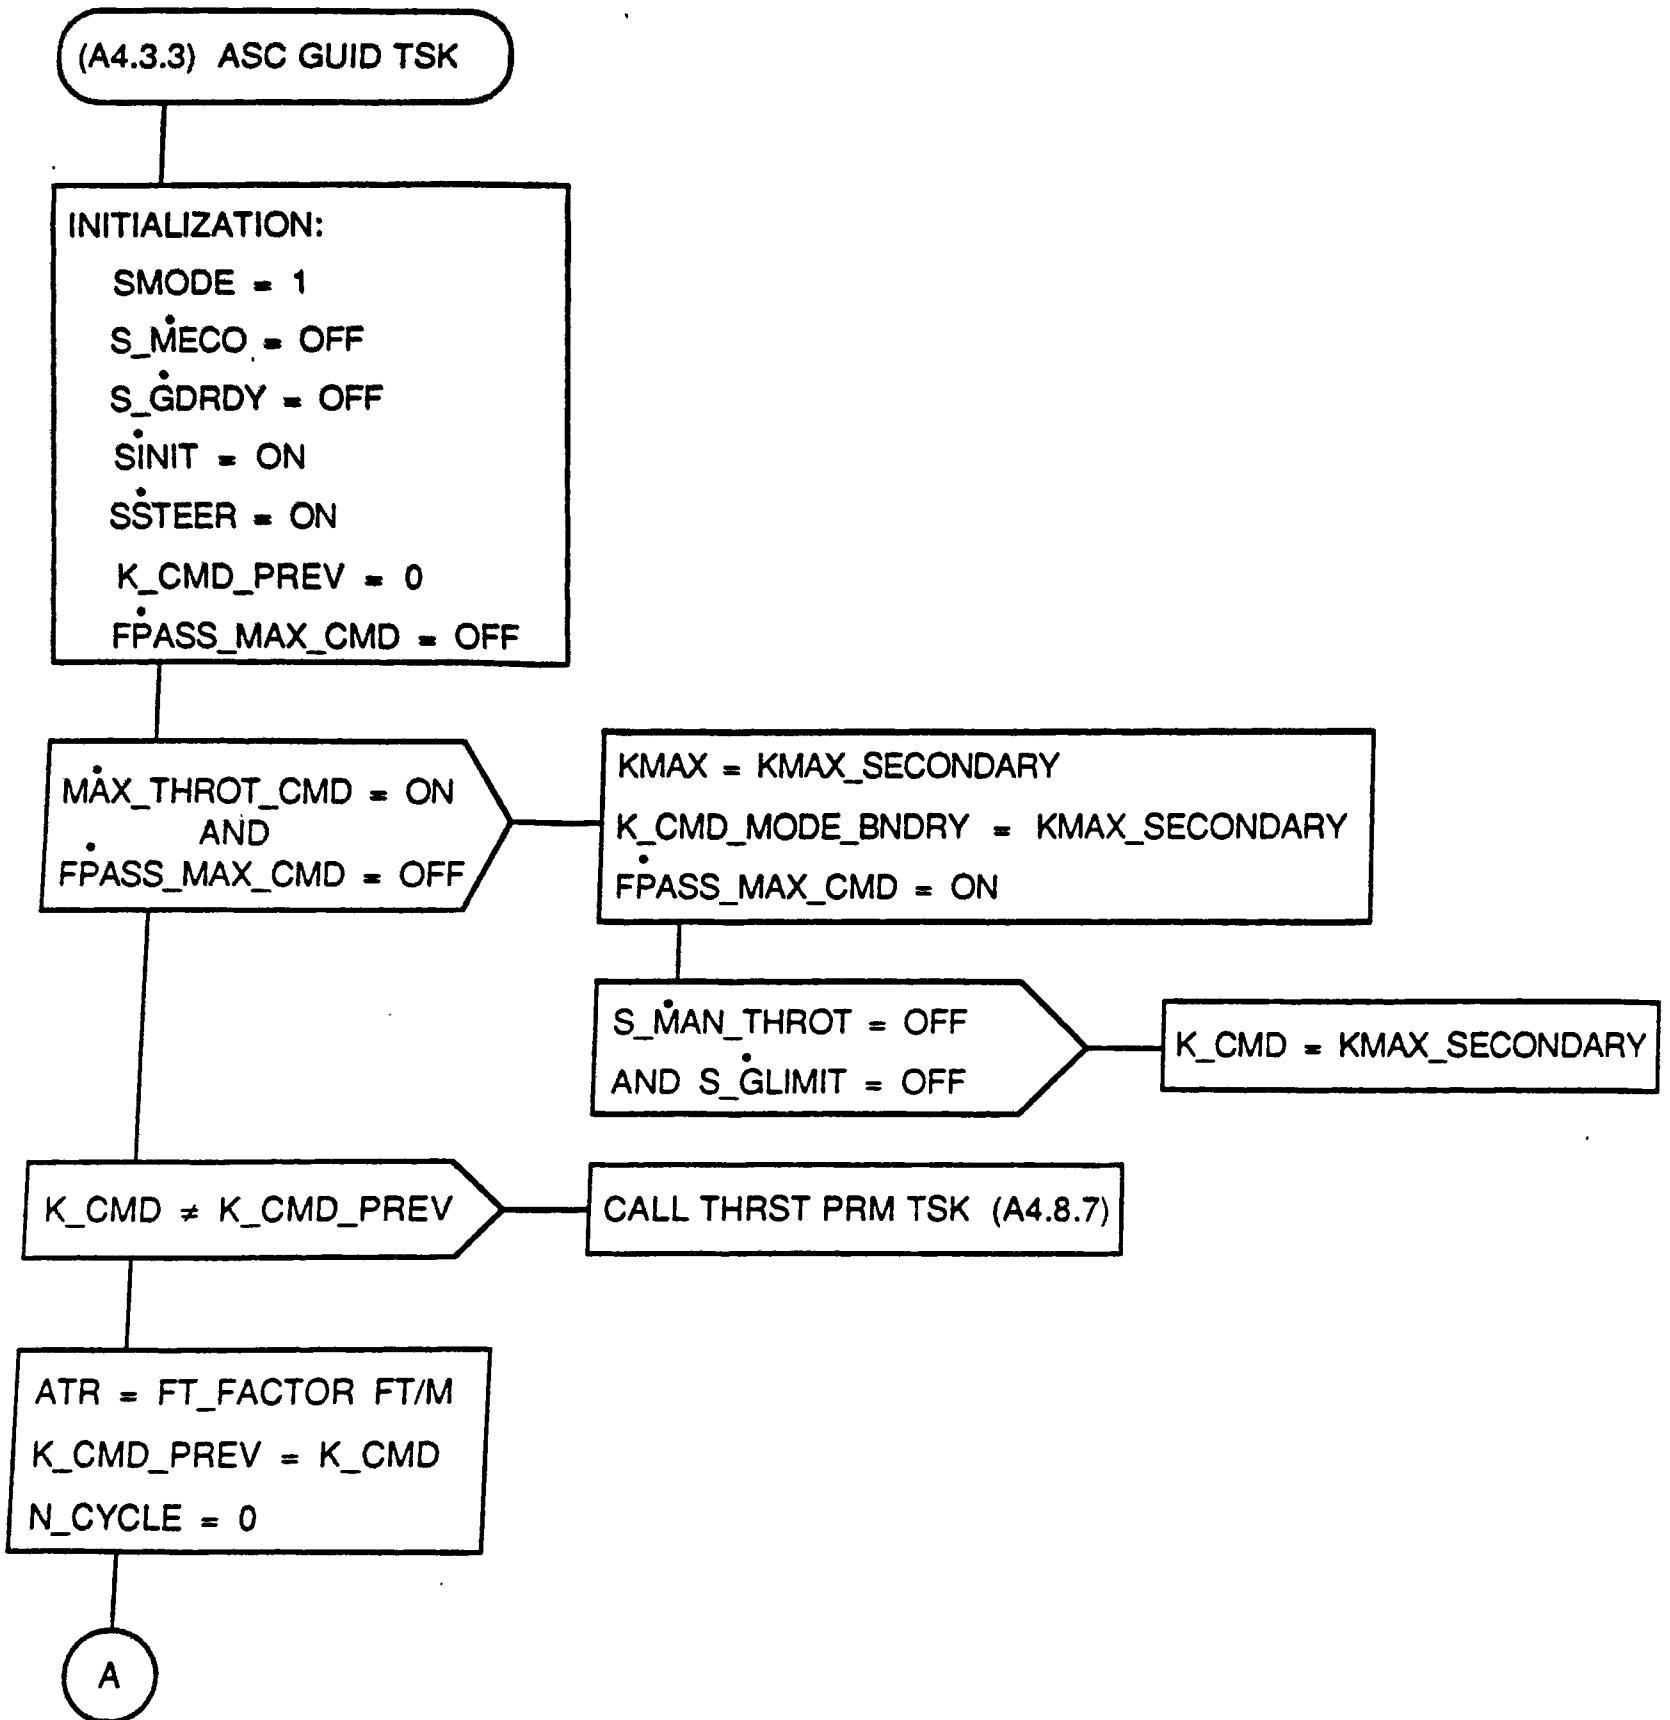 (A4.3.3) ASC GUID TSK
INITIALIZATION:
SMODE = 1
S_MECO = OFF
S_GDRDY = OFF
SINIT = ON
SSTEER = ON
K_CMD_PREV = 0
FPASS_MAX_CMD = OFF
MAX_THROT_CMD = ON
AND
FPASS_MAX_CMD = OFF
KMAX = KMAX_SECONDARY
K_CMD_MODE_BNDRY = KMAX_SECONDARY
FPASS_MAX_CMD = ON
S_MAN_THROT = OFF
AND S_GLIMIT = OFF
K_CMD = KMAX_SECONDARY
K_CMD ≠ K_CMD_PREV
CALL THRST PRM TSK (A4.8.7)
ATR = FT_FACTOR FT/M
K_CMD_PREV = K_CMD
N_CYCLE = 0
A